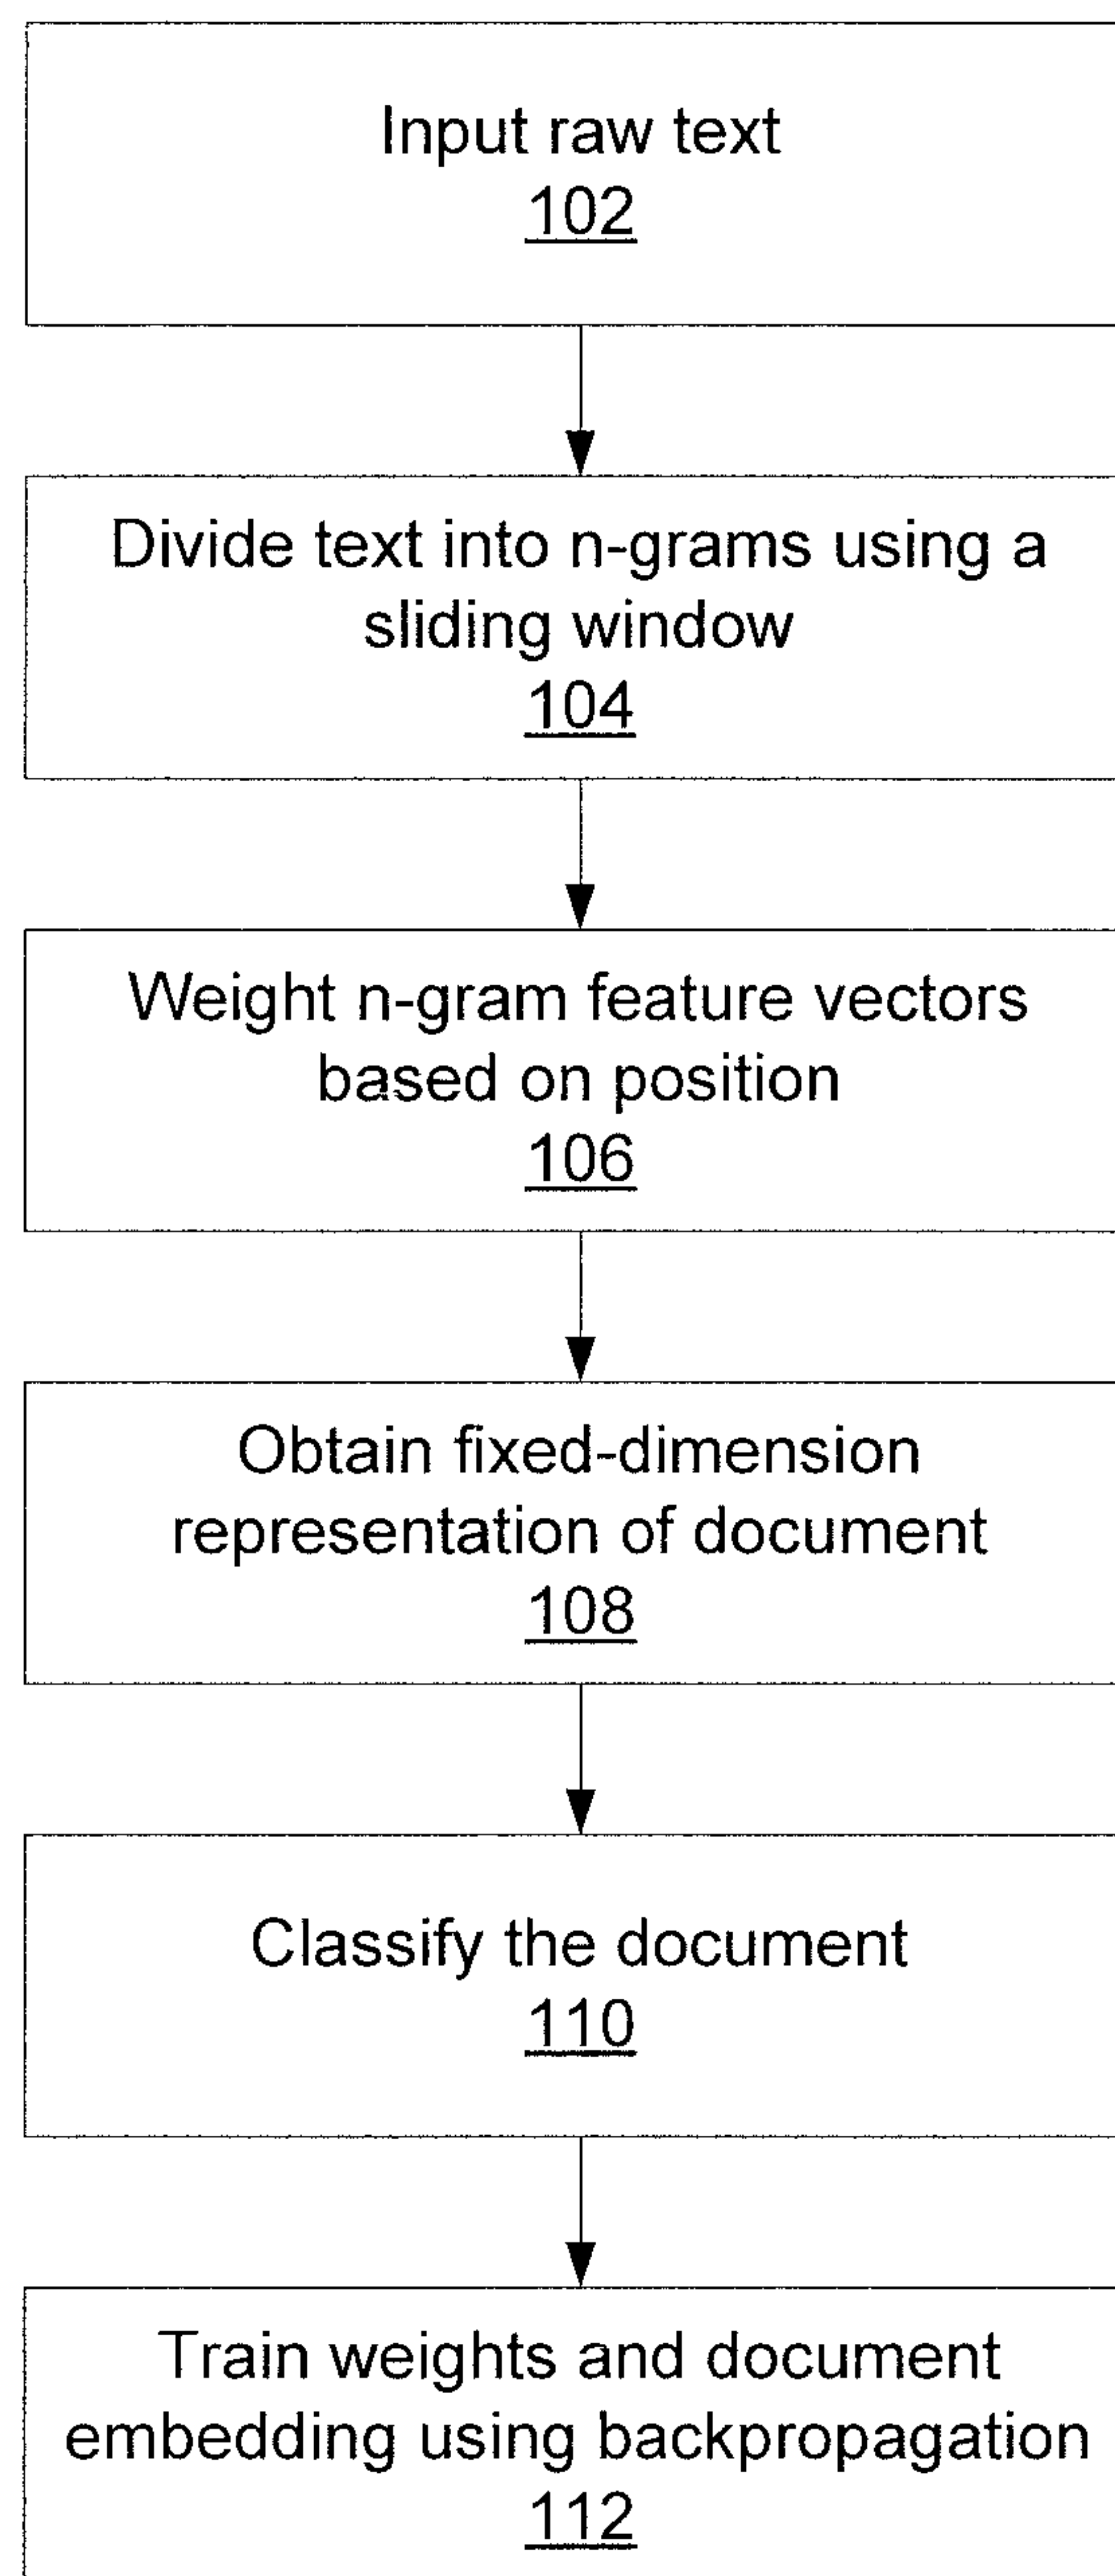 Input raw text
102
Divide text into n-grams using a
sliding window
104
Weight n-gram feature vectors
based on position
106
Obtain fixed-dimension
representation of document
108
Classify the document
110
Train weights and document
embedding using backpropagation
112